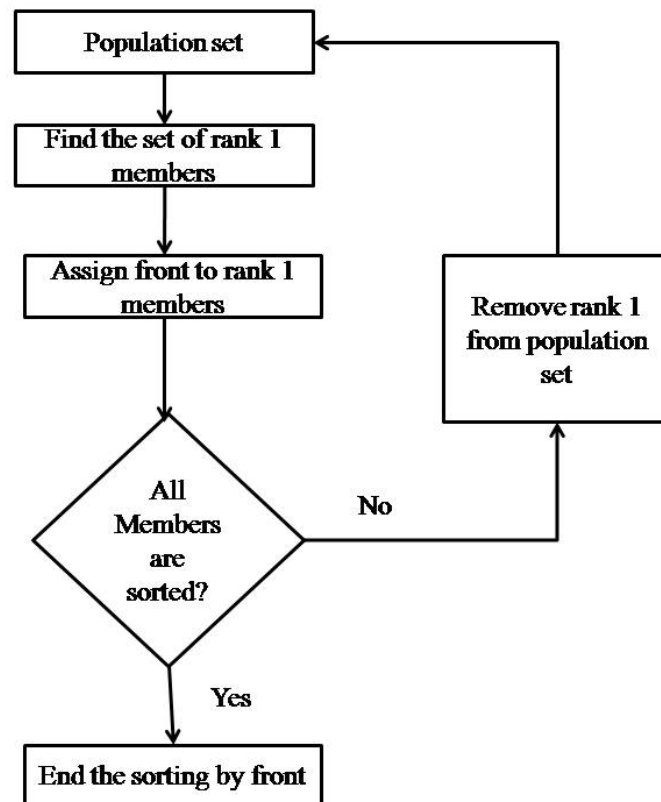 Population set
Find the set of rank 1
members
Assign front to rank 1
members
Remove rank 1
from population
set
All
Members
are
sorted?
No
Yes
End the sorting by front